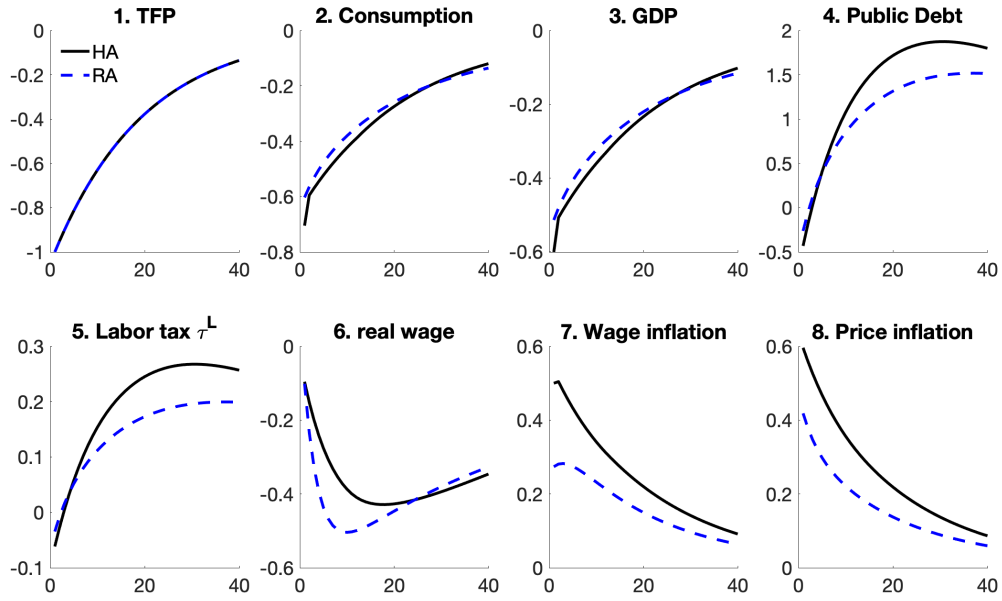 1. TFP
2. Consumption
3. GDP
4. Public Debt
0
-0.2
-0.4
-0.6
-0.8
-1
HA
RA
0 20 40
0
-0.2
-0.4
-0.6
-0.8
0 20 40
0
-0.2
-0.4
-0.6
0 20 40
2
1.5
1
0.5
0
-0.5
0 20 40
5. Labor tax τ^L
6. real wage
7. Wage inflation
8. Price inflation
0.3
0.2
0.1
0
-0.1
0 20 40
0
-0.2
-0.4
-0.6
0 20 40
0.6
0.4
0.2
0
0 20 40
0.6
0.4
0.2
0
0 20 40